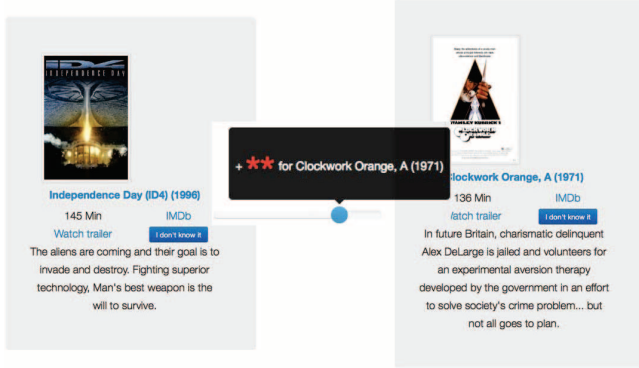 ID4
INDEPENDENCE DAY
Independence Day (ID4) (1996)
145 Min IMDb
Watch trailer I don't know it
The aliens are coming and their goal is to
invade and destroy. Fighting superior
technology, Man's best weapon is the
will to survive.
+ ** for Clockwork Orange, A (1971)
STANLEY KUBRICK'S
CLOCKWORK
lockwork Orange, A (1971)
136 Min IMDb
atch trailer I don't know it
In future Britain, charismatic delinquent
Alex DeLarge is jailed and volunteers for
an experimental aversion therapy
developed by the government in an effort
to solve society's crime problem... but
not all goes to plan.